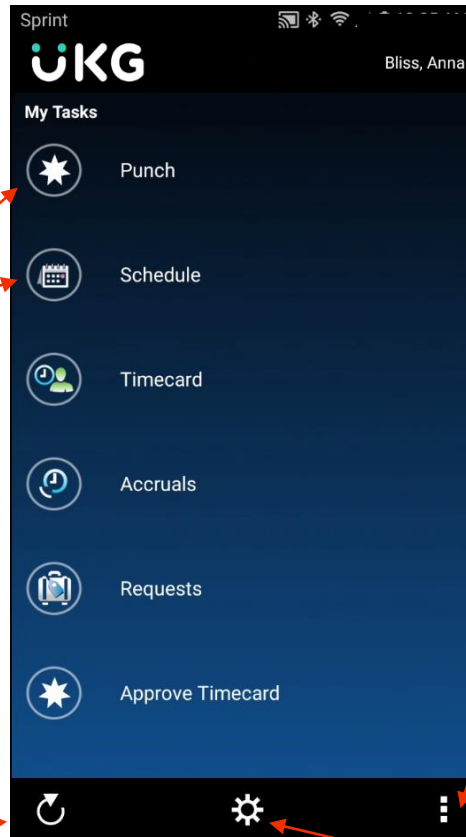 Sprint
UKG
Bliss, Anna
My Tasks
Punch
Schedule
Timecard
Accruals
Requests
Approve Timecard